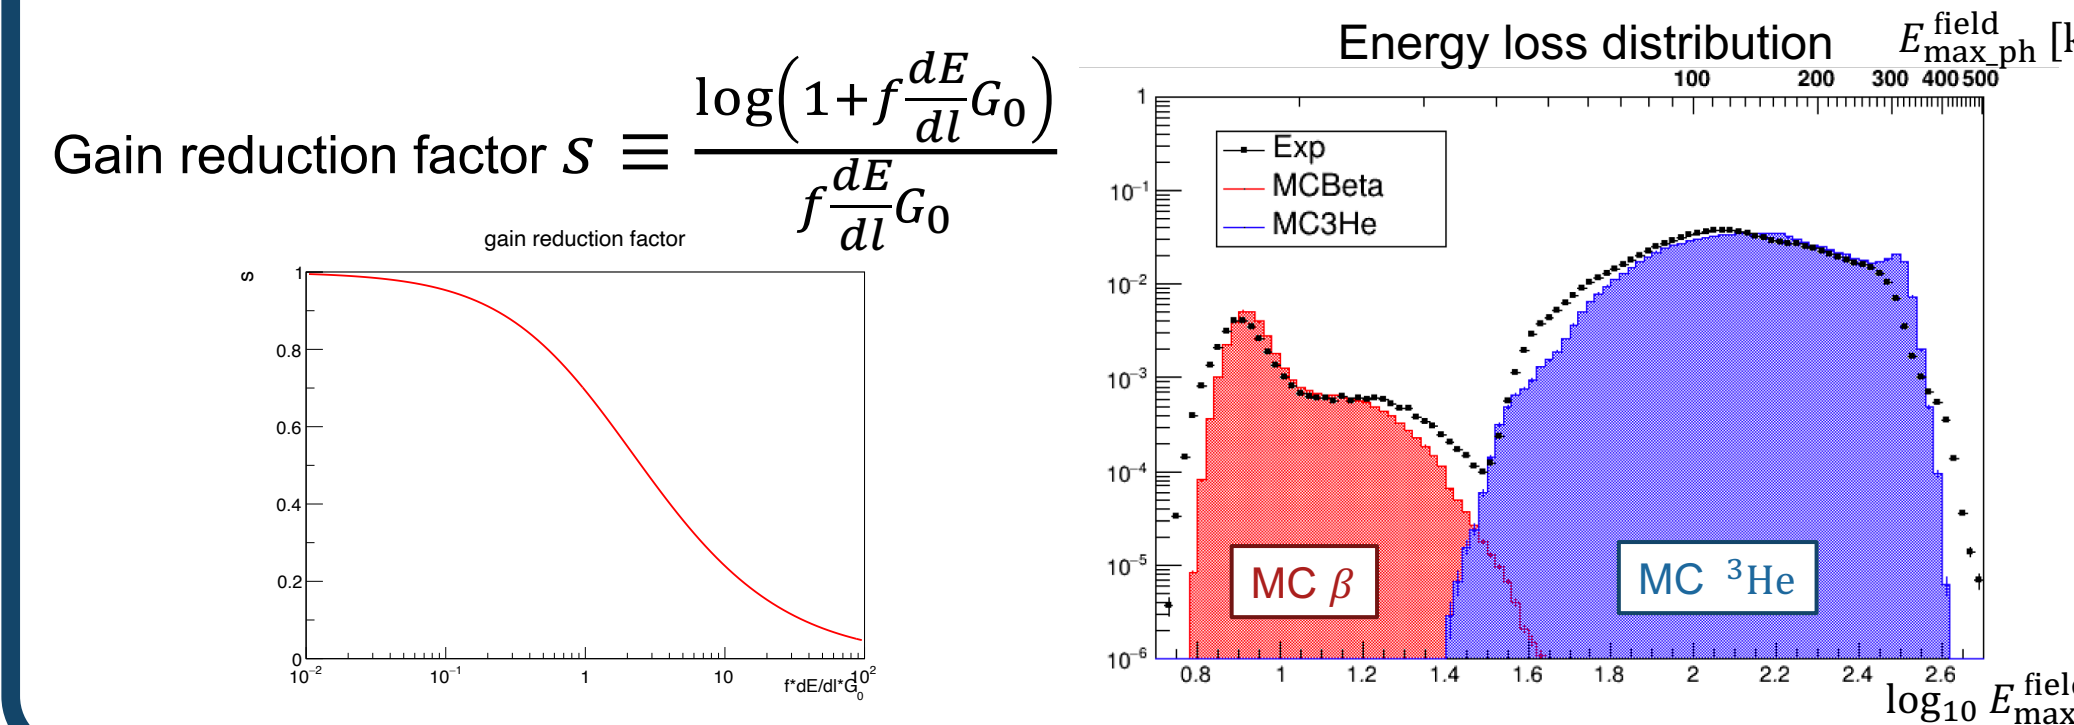 Gain reduction factor s ≡ log(1+f dE/dl G₀) / f dE/dl G₀
gain reduction factor
s
1
0.8
0.6
0.4
0.2
0
10⁻² 10⁻¹ 1 10 10²
f*dE/dl*G₀
Energy loss distribution
E^field_max_ph [k
100 200 300 400 500
1
10⁻¹
10⁻²
10⁻³
10⁻⁴
10⁻⁵
10⁻⁶
Exp
MCBeta
MC3He
MC β
MC ³He
0.8 1 1.2 1.4 1.6 1.8 2 2.2 2.4 2.6
log₁₀ E^field_max